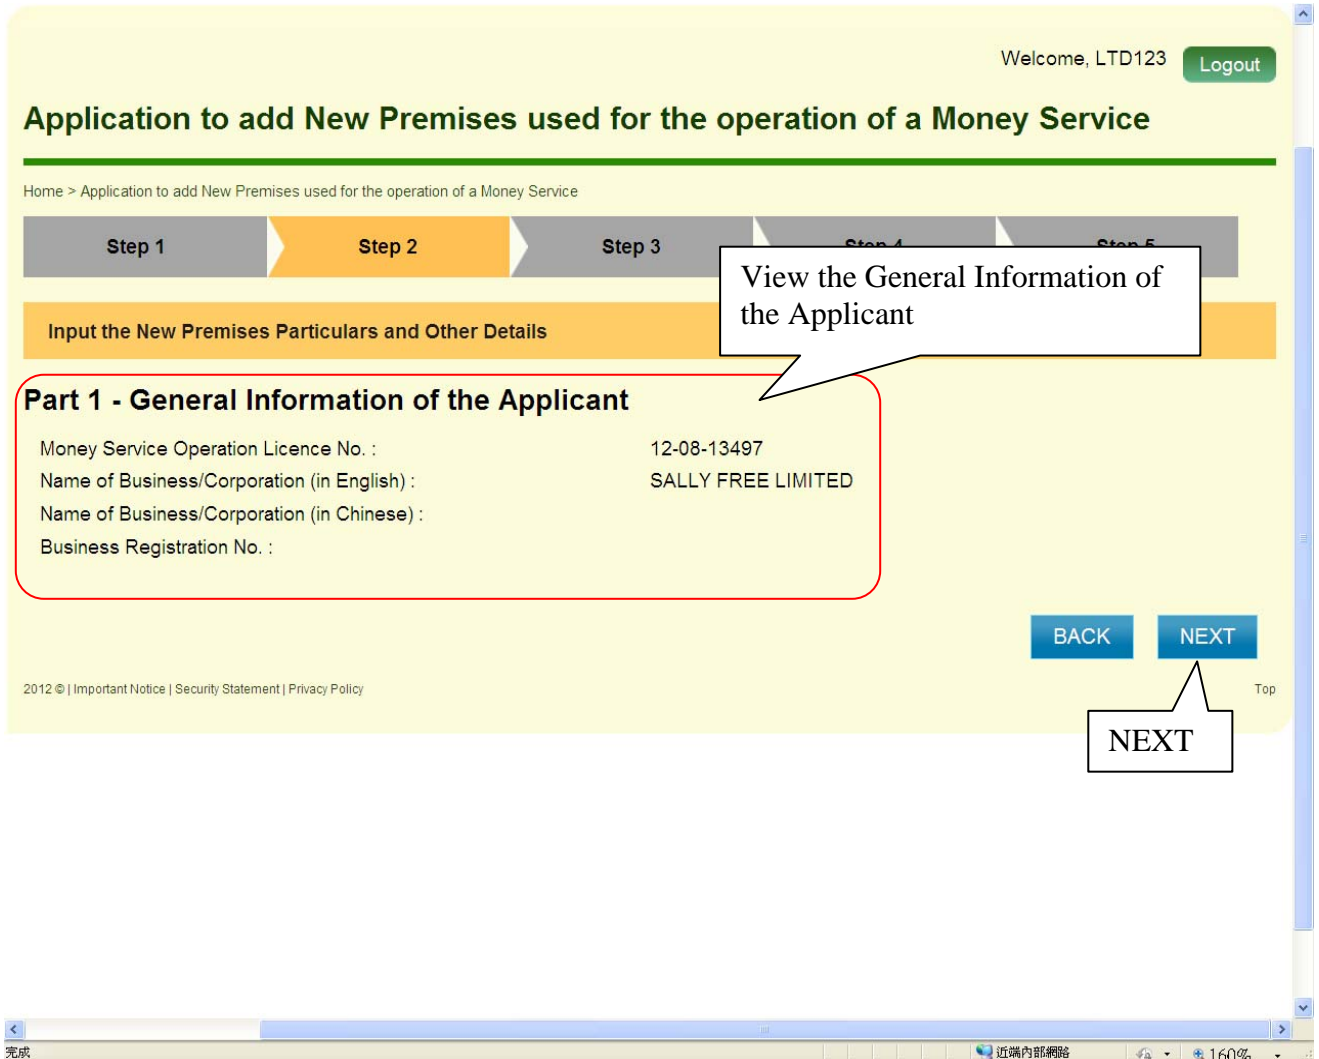 Welcome, LTD123
Logout
Application to add New Premises used for the operation of a Money Service
Home > Application to add New Premises used for the operation of a Money Service
Step 1
Step 2
Step 3
Step 4
Step 5
View the General Information of
the Applicant
Input the New Premises Particulars and Other Details
Part 1 - General Information of the Applicant
Money Service Operation Licence No. : 12-08-13497
Name of Business/Corporation (in English) : SALLY FREE LIMITED
Name of Business/Corporation (in Chinese) :
Business Registration No. :
BACK
NEXT
2012 © | Important Notice | Security Statement | Privacy Policy
Top
NEXT
完成
近端內部網路
160%